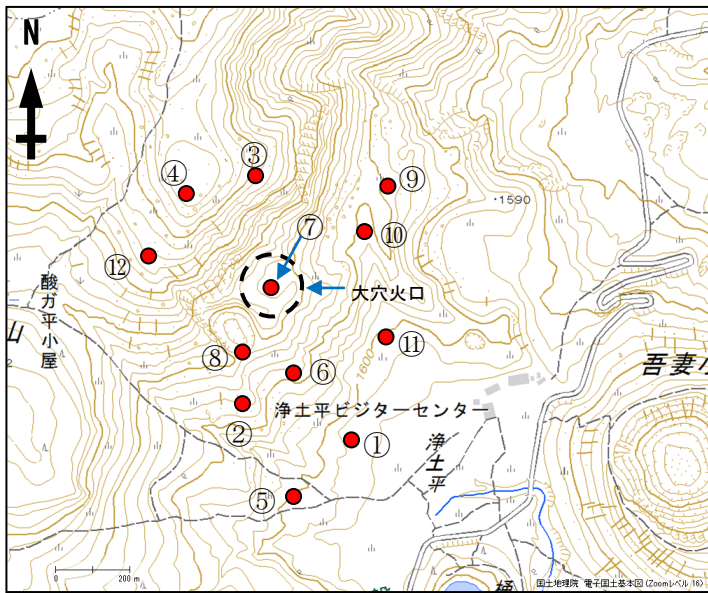 N
③
④
⑨
・1590
⑦
⑩
⑫
大穴火口
酸ガ平小屋
山
⑪
⑧
1600
⑥
吾妻小
浄土平ビジターセンター
②
①
浄土平
⑤
0 200 m
樋
国土地理院 電子国土基本図 (Zoomレベル 16)